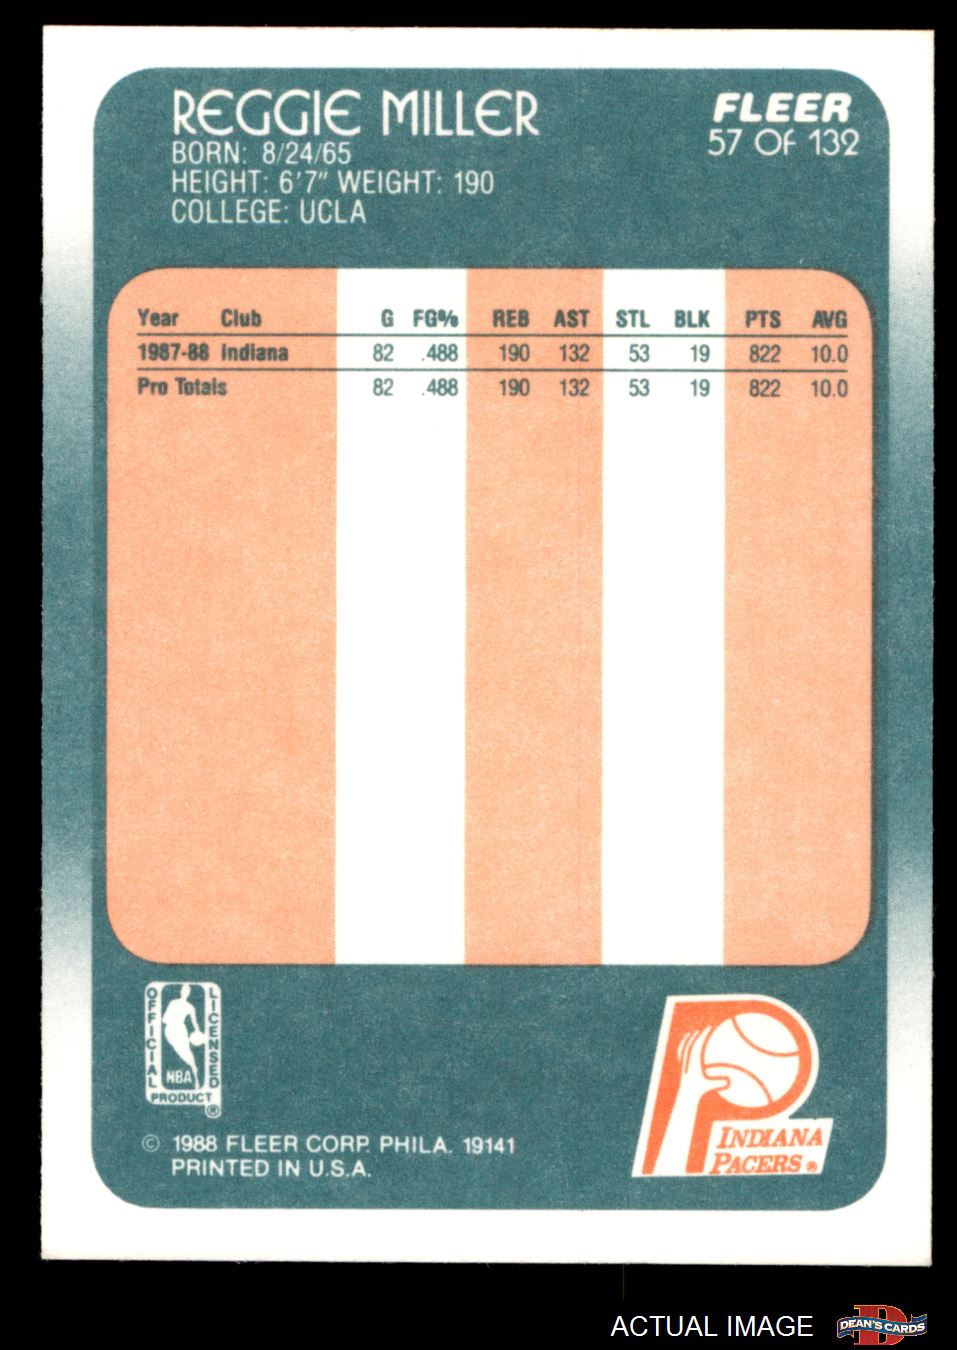 REGGIE MILLER
BORN: 8/24/65
HEIGHT: 6'7" WEIGHT: 190
COLLEGE: UCLA
FLEER
57 OF 132
Year Club G FG% REB AST STL BLK PTS AVG
1987-88 Indiana 82 .488 190 132 53 19 822 10.0
Pro Totals 82 .488 190 132 53 19 822 10.0
OFFICIAL
LICENSED
NBA
PRODUCT
®
INDIANA
PACERS ®
© 1988 FLEER CORP. PHILA. 19141
PRINTED IN U.S.A.
ACTUAL IMAGE
D
DEAN'S CARDS